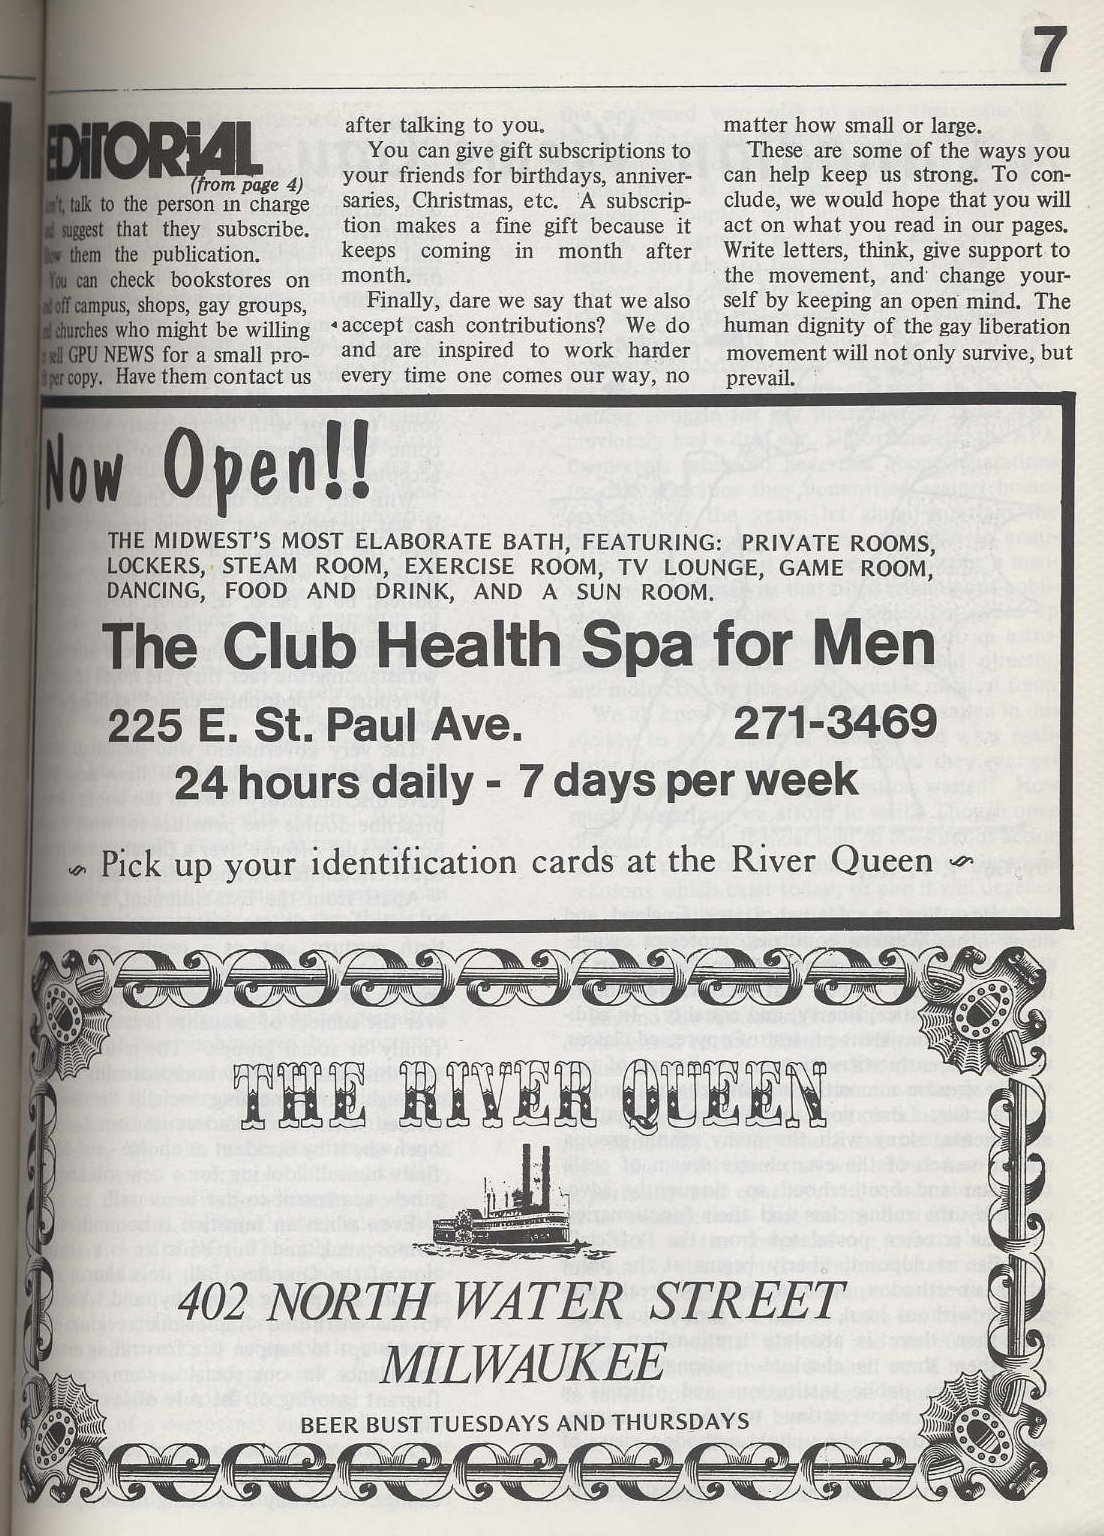 7
EDITORIAL
(from page 4)
talk to the person in charge
suggest that they subscribe.
them the publication.
You can check bookstores on
off campus, shops, gay groups,
churches who might be willing
sell GPU NEWS for a small pro-
per copy. Have them contact us
after talking to you.
You can give gift subscriptions to
your friends for birthdays, anniver-
saries, Christmas, etc. A subscrip-
tion makes a fine gift because it
keeps coming in month after
month.
Finally, dare we say that we also
accept cash contributions? We do
and are inspired to work harder
every time one comes our way, no
matter how small or large.
These are some of the ways you
can help keep us strong. To con-
clude, we would hope that you will
act on what you read in our pages.
Write letters, think, give support to
the movement, and change your-
self by keeping an open mind. The
human dignity of the gay liberation
movement will not only survive, but
prevail.
Now Open!!
THE MIDWEST'S MOST ELABORATE BATH, FEATURING: PRIVATE ROOMS,
LOCKERS, STEAM ROOM, EXERCISE ROOM, TV LOUNGE, GAME ROOM,
DANCING, FOOD AND DRINK, AND A SUN ROOM.
The Club Health Spa for Men
225 E. St. Paul Ave. 271-3469
24 hours daily - 7 days per week
Pick up your identification cards at the River Queen
THE RIVER QUEEN
402 NORTH WATER STREET
MILWAUKEE
BEER BUST TUESDAYS AND THURSDAYS